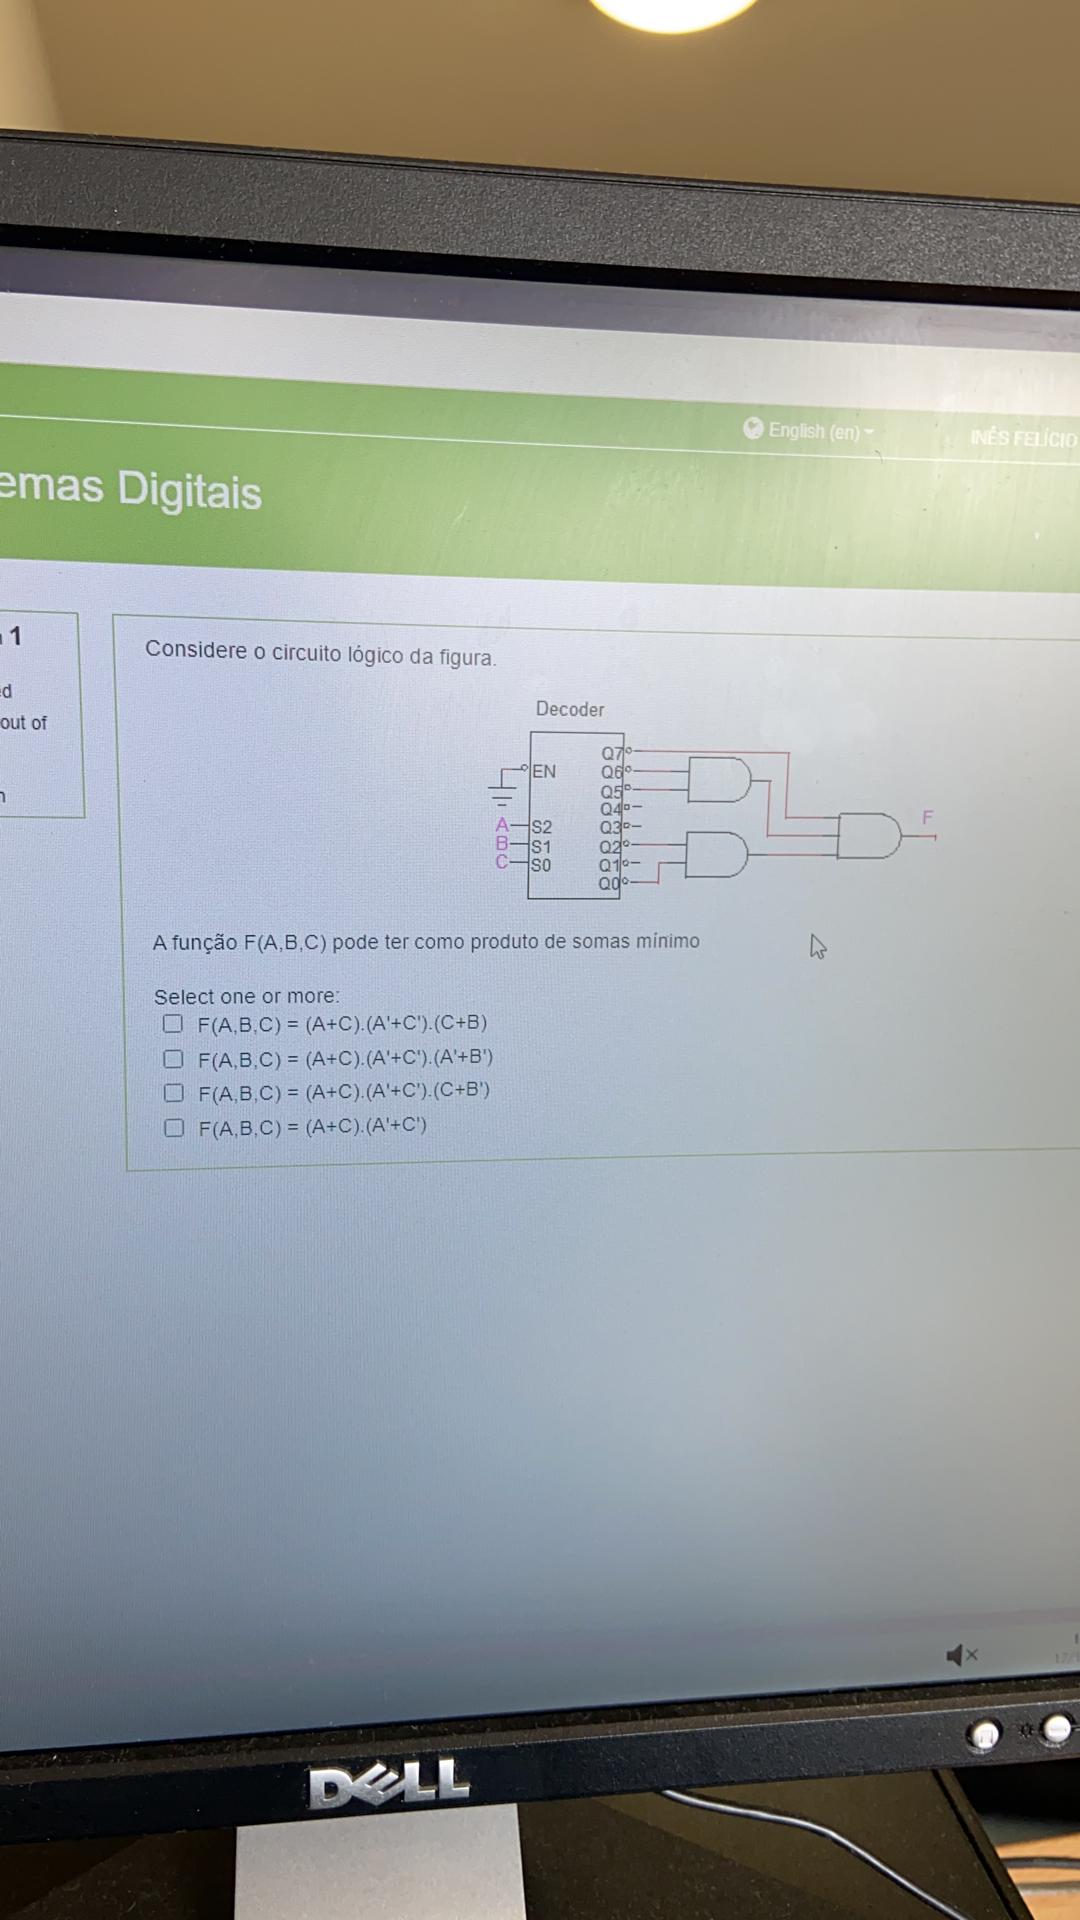 English (en)
INÊS FELÍCIO
emas Digitais
1
ed
out of
n
Considere o circuito lógico da figura.
Decoder
EN
A S2
B S1
C S0
Q7
Q6
Q5
Q4
Q3
Q2
Q1
Q0
F
A função F(A,B,C) pode ter como produto de somas mínimo
Select one or more:
F(A,B,C) = (A+C).(A'+C').(C+B)
F(A,B,C) = (A+C).(A'+C').(A'+B')
F(A,B,C) = (A+C).(A'+C').(C+B')
F(A,B,C) = (A+C).(A'+C')
DELL